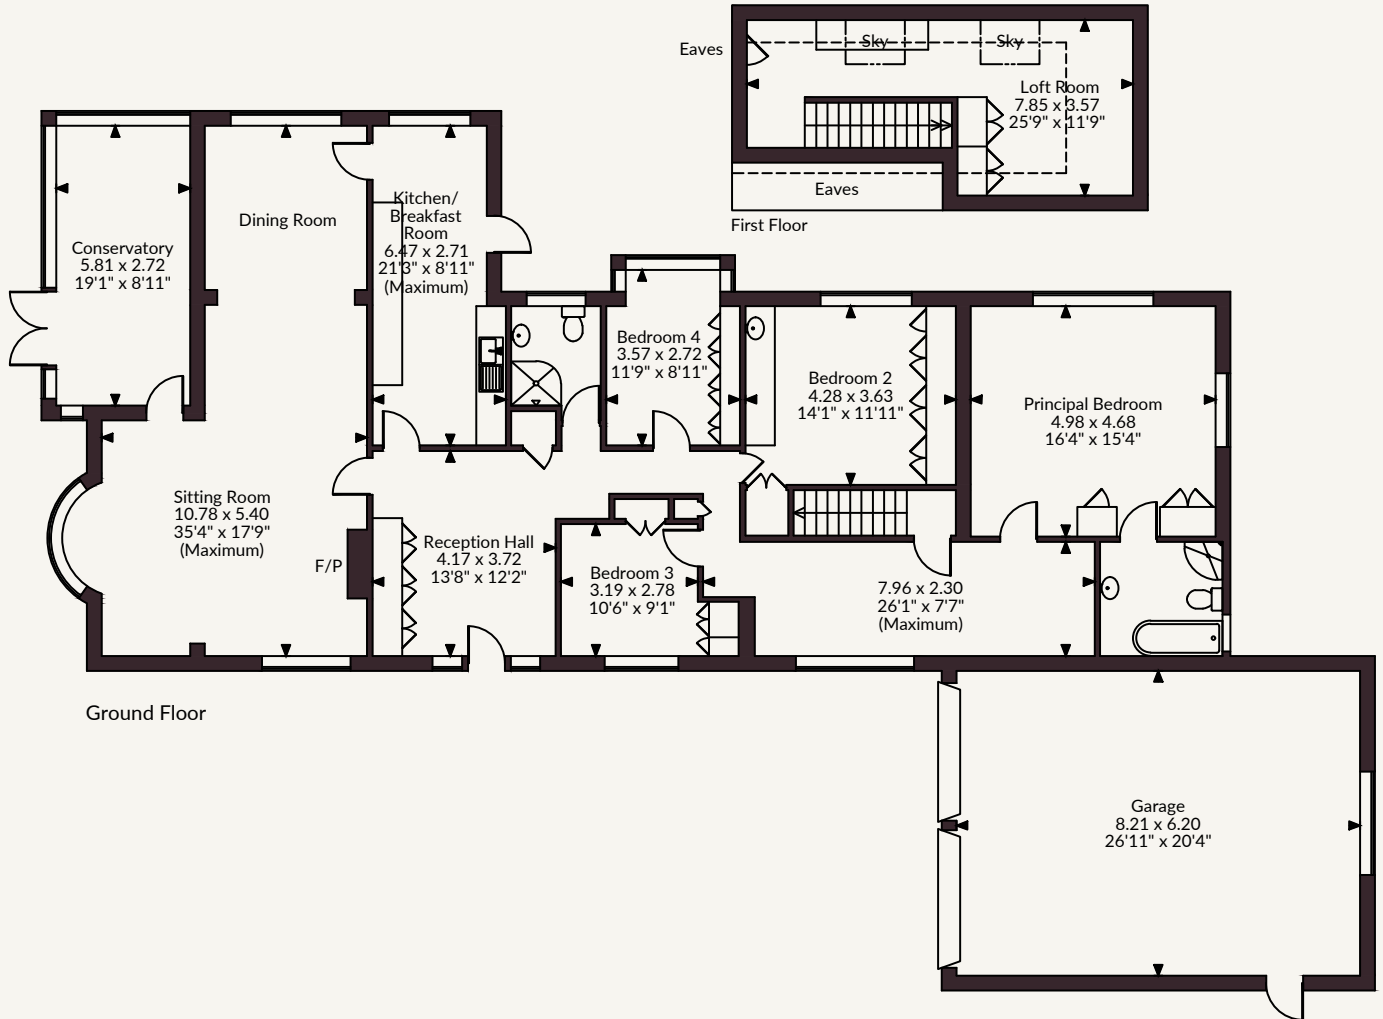 Eaves
Sky
Sky
Loft Room
7.85 x 3.57
25'9" x 11'9"
Eaves
First Floor
Conservatory
5.81 x 2.72
19'1" x 8'11"
Dining Room
Kitchen/
Breakfast
Room
6.47 x 2.71
21'3" x 8'11"
(Maximum)
Bedroom 4
3.57 x 2.72
11'9" x 8'11"
Bedroom 2
4.28 x 3.63
14'1" x 11'11"
Principal Bedroom
4.98 x 4.68
16'4" x 15'4"
Sitting Room
10.78 x 5.40
35'4" x 17'9"
(Maximum)
F/P
Reception Hall
4.17 x 3.72
13'8" x 12'2"
Bedroom 3
3.19 x 2.78
10'6" x 9'1"
7.96 x 2.30
26'1" x 7'7"
(Maximum)
Ground Floor
Garage
8.21 x 6.20
26'11" x 20'4"